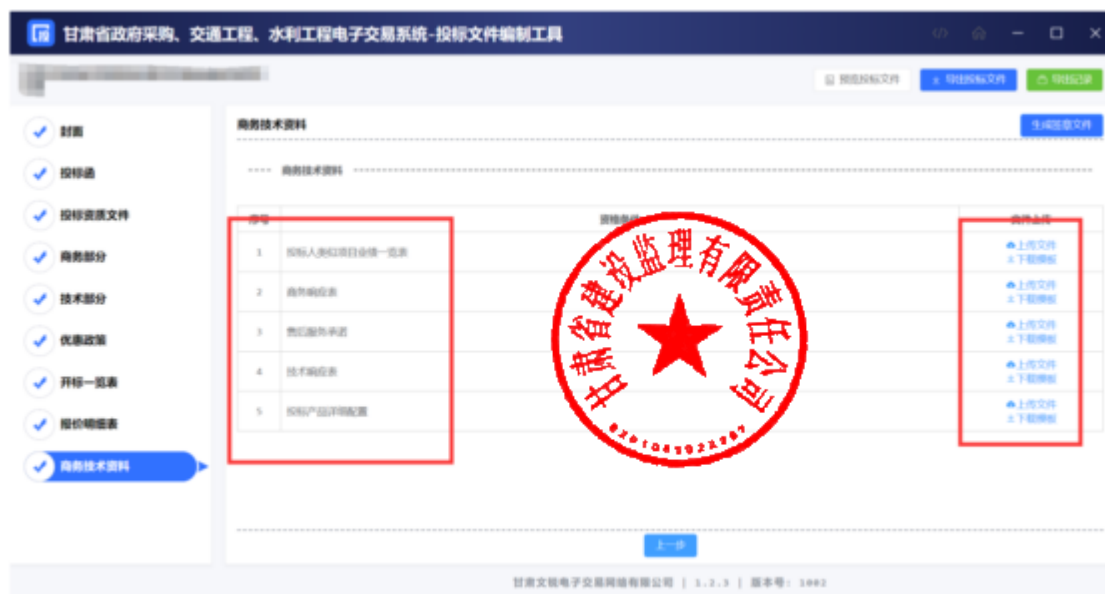 甘肃省政府采购、交通工程、水利工程电子交易系统-投标文件编制工具
预览投标文件
导出投标文件
导出记录
封面
投标函
投标资质文件
商务部分
技术部分
优惠政策
开标一览表
报价明细表
商务技术资料
商务技术资料
生成签章文件
商务技术资料
序号
资格条件
文件上传
1 投标人类似项目业绩一览表 上传文件
下载模板
2 商务响应表 上传文件
下载模板
3 售后服务承诺 上传文件
下载模板
4 技术响应表 上传文件
下载模板
5 投标产品详细配置 上传文件
下载模板
甘肃省建设监理有限责任公司
上一步
甘肃文锐电子交易网络有限公司 | 1.2.3 | 版本号: 1002